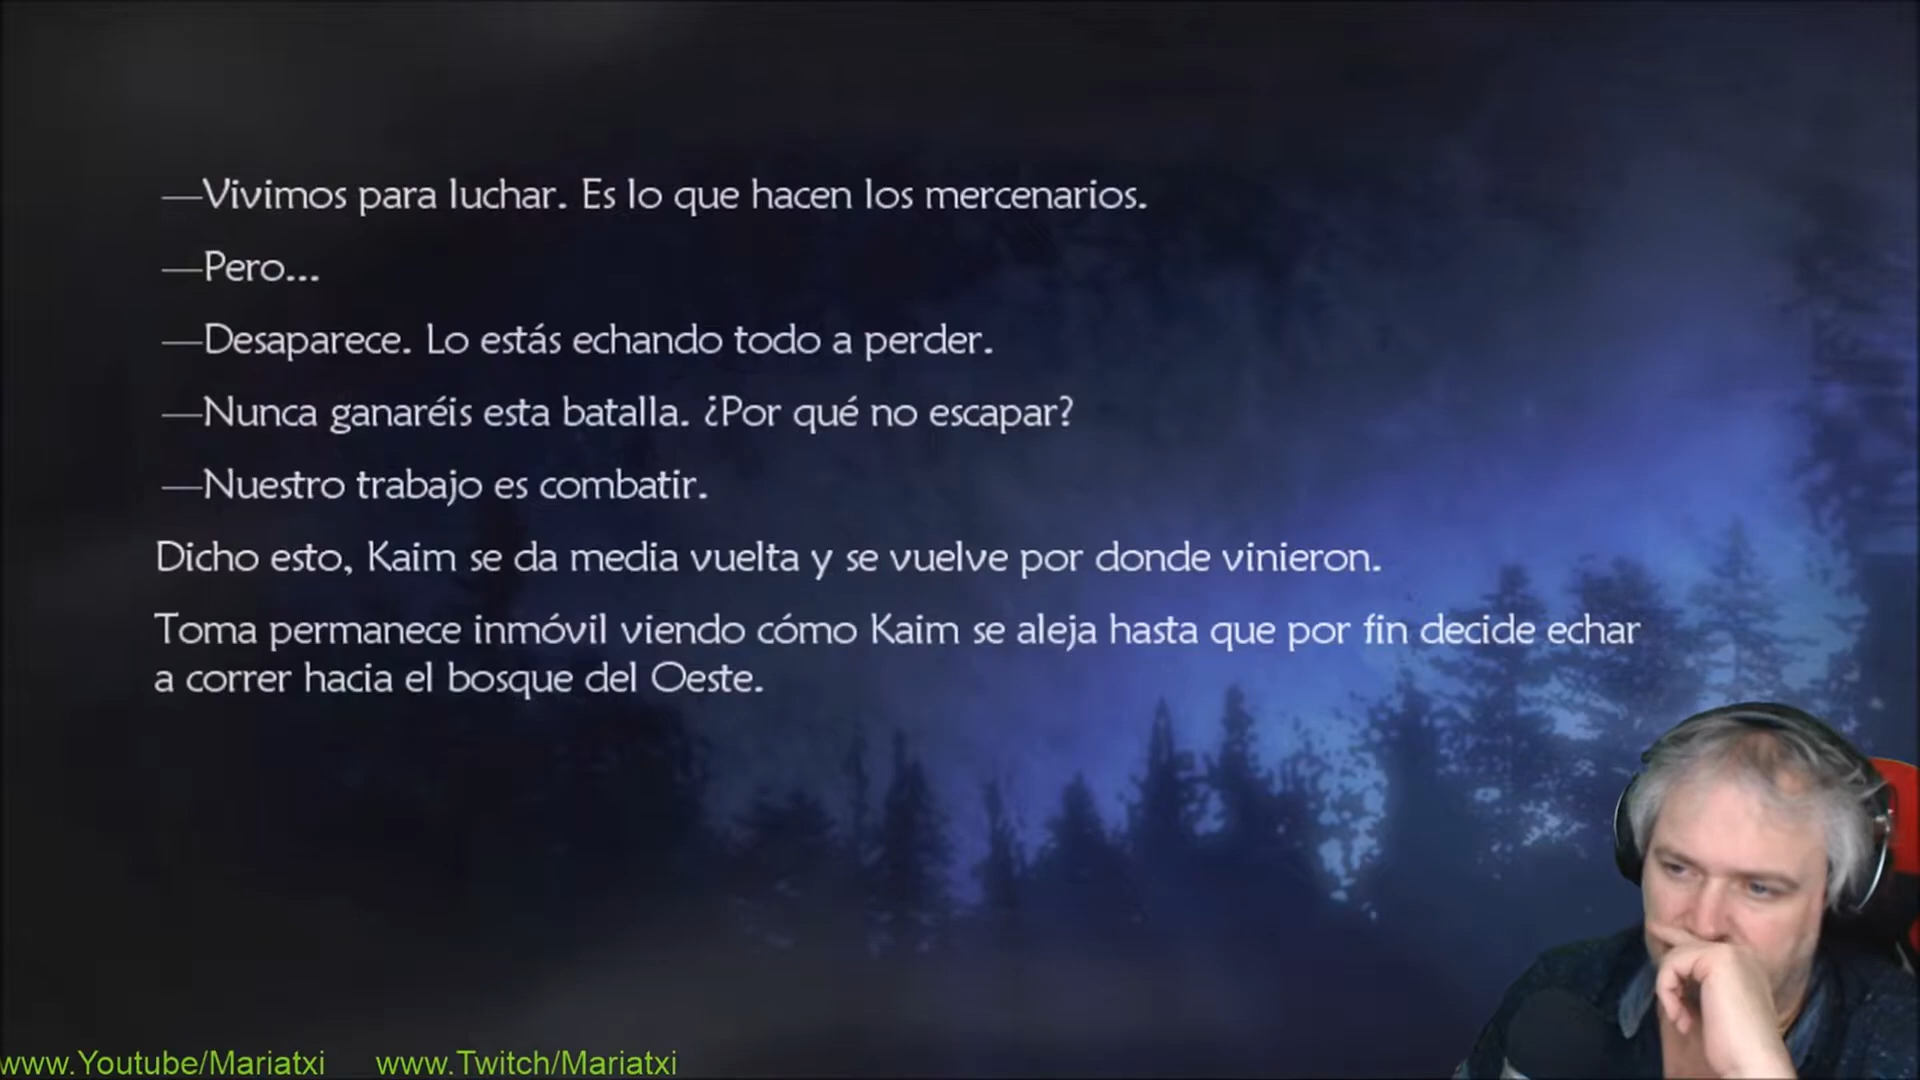 —Vivimos para luchar. Es lo que hacen los mercenarios.
—Pero...
—Desaparece. Lo estás echando todo a perder.
—Nunca ganaréis esta batalla. ¿Por qué no escapar?
—Nuestro trabajo es combatir.
Dicho esto, Kaim se da media vuelta y se vuelve por donde vinieron.
Toma permanece inmóvil viendo cómo Kaim se aleja hasta que por fin decide echar
a correr hacia el bosque del Oeste.
www.Youtube/Mariatxi www.Twitch/Mariatxi